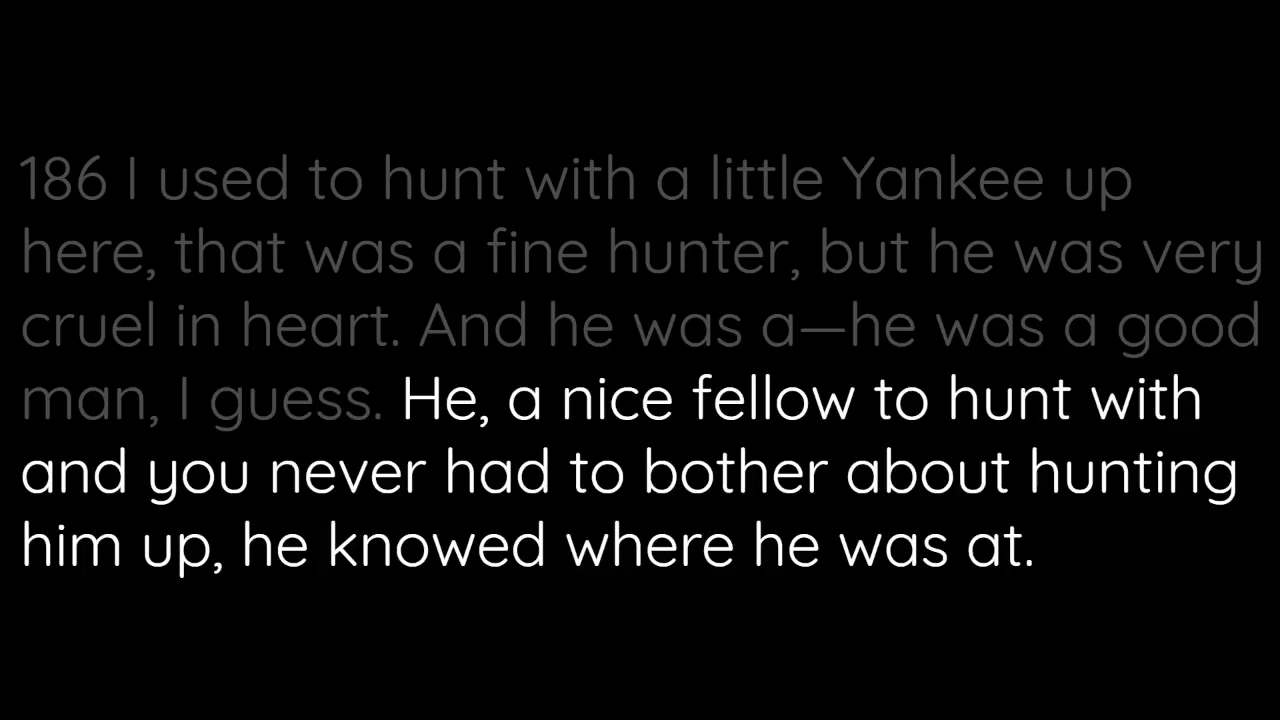 186 I used to hunt with a little Yankee up
here, that was a fine hunter, but he was very
cruel in heart. And he was a—he was a good
man, I guess. He, a nice fellow to hunt with
and you never had to bother about hunting
him up, he knowed where he was at.